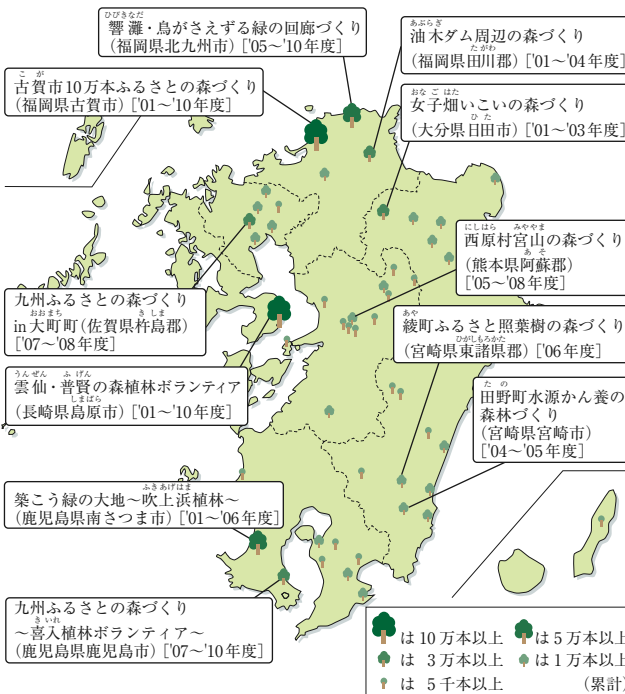 響灘・鳥がさえずる緑の回廊づくり
(福岡県北九州市) ['05〜'10年度]
油木ダム周辺の森づくり
(福岡県田川郡) ['01〜'04年度]
古賀市10万本ふるさとの森づくり
(福岡県古賀市) ['01〜'10年度]
女子畑いこいの森づくり
(大分県日田市) ['01〜'03年度]
西原村宮山の森づくり
(熊本県阿蘇郡)
['05〜'08年度]
九州ふるさとの森づくり
in大町町(佐賀県杵島郡)
['07〜'08年度]
綾町ふるさと照葉樹の森づくり
(宮崎県東諸県郡) ['06年度]
雲仙・普賢の森植林ボランティア
(長崎県島原市) ['01〜'10年度]
田野町水源かん養の
森林づくり
(宮崎県宮崎市)
['04〜'05年度]
築こう緑の大地〜吹上浜植林〜
(鹿児島県南さつま市) ['01〜'06年度]
九州ふるさとの森づくり
〜喜入植林ボランティア〜
(鹿児島県鹿児島市) ['07〜'10年度]
は10万本以上 は5万本以上
は 3万本以上 は1万本以上
は 5千本以上 (累計)